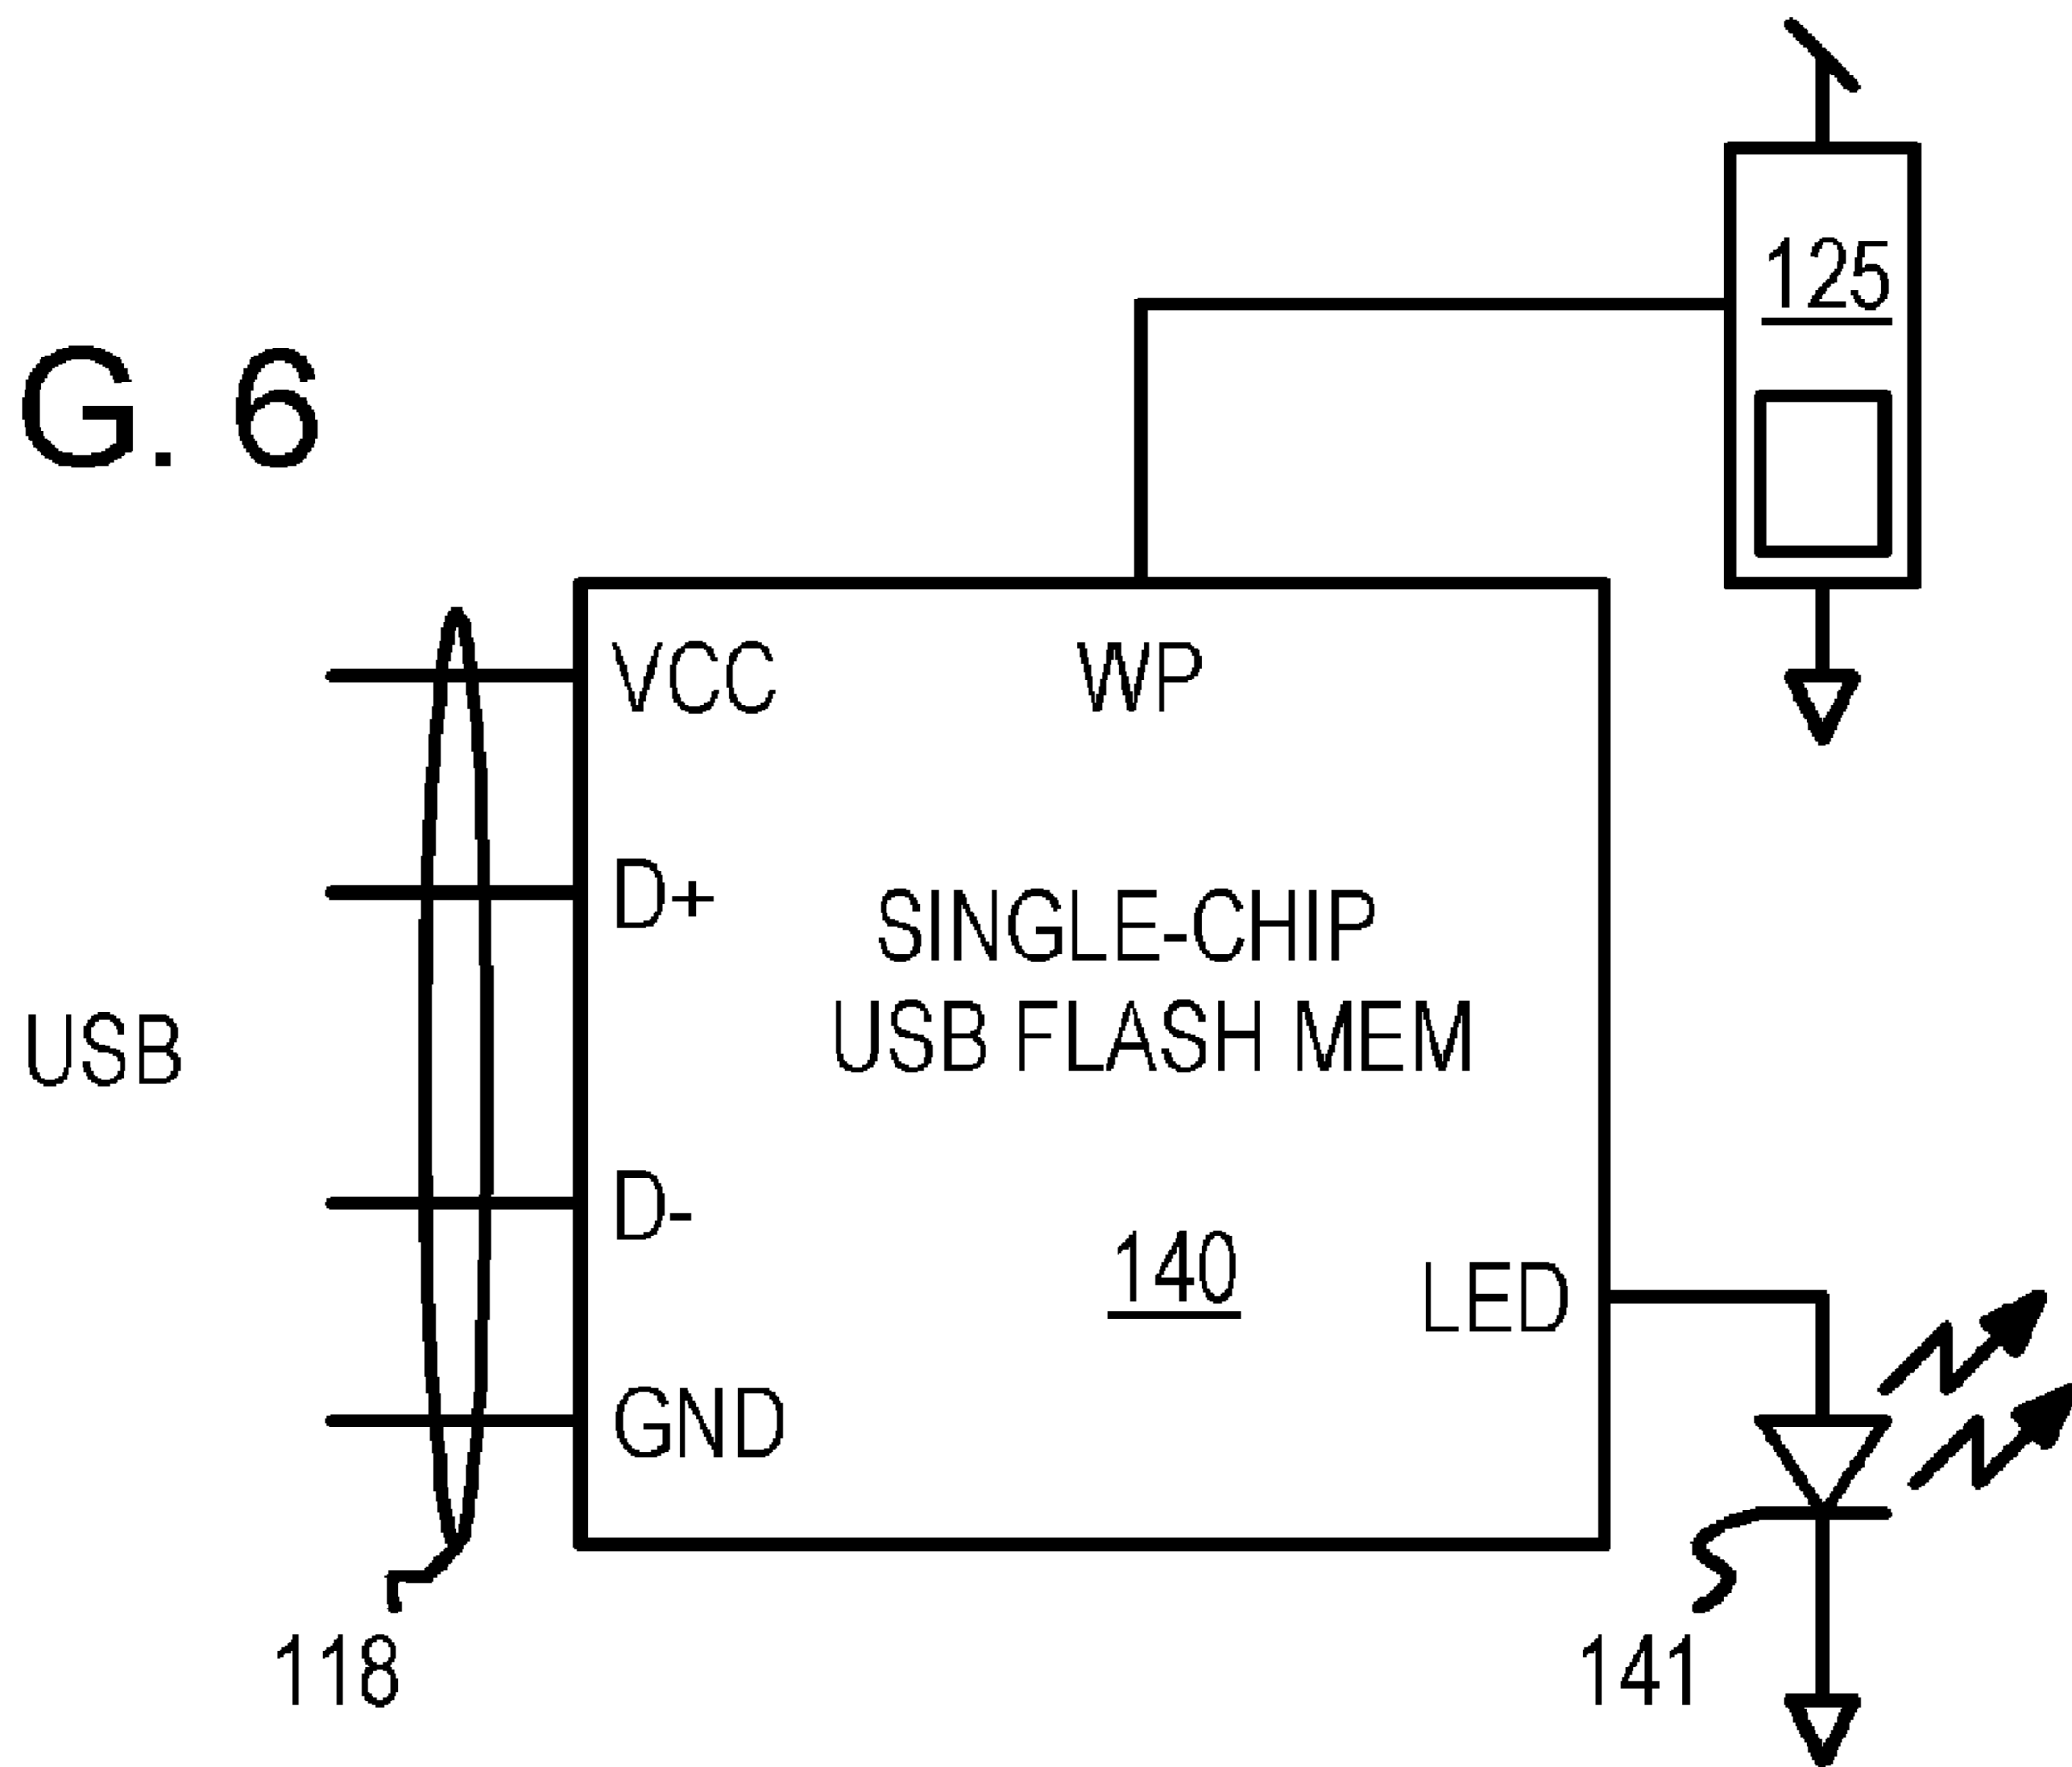 G. 6
125
VCC
WP
D+
SINGLE-CHIP
USB FLASH MEM
USB
D-
140
LED
GND
118
141